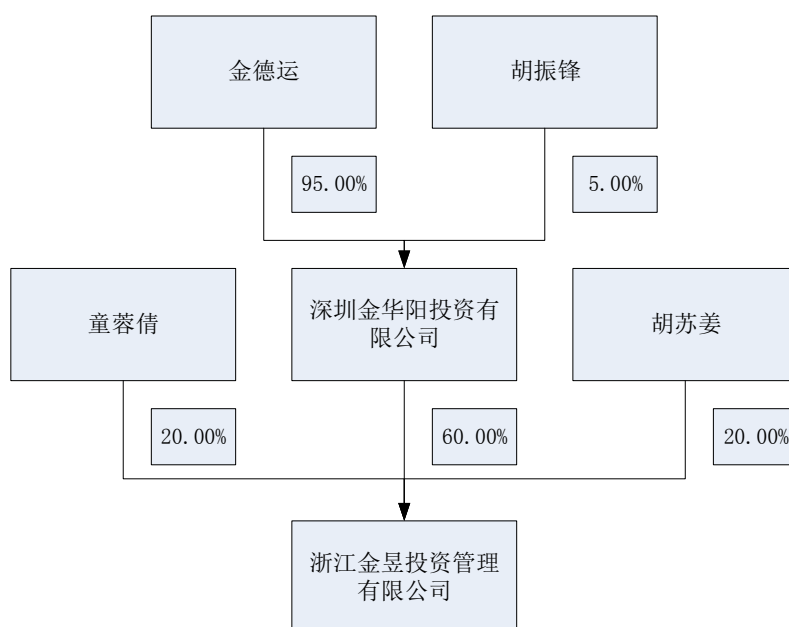 金德运
胡振锋
95.00%
5.00%
童蓉倩
深圳金华阳投资有
限公司
胡苏姜
20.00%
60.00%
20.00%
浙江金昱投资管理
有限公司